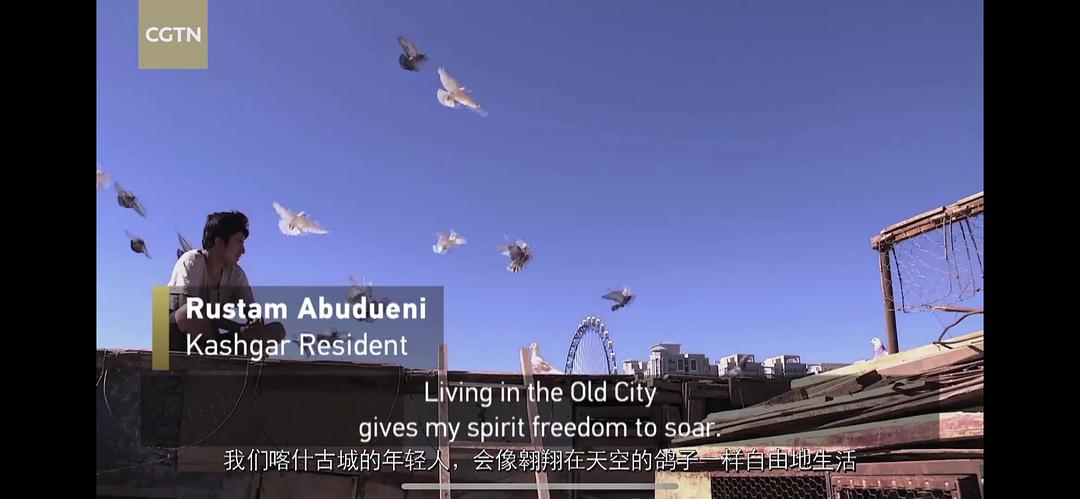 CGTN
Rustam Abudueni
Kashgar Resident
Living in the Old City
gives my spirit freedom to soar.
我们喀什古城的年轻人，会像翱翔在天空的鸽子一样自由地生活